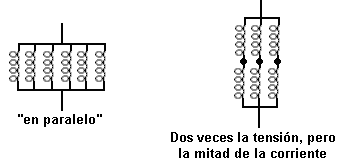 "en paralelo"
Dos veces la tensión, pero
la mitad de la corriente